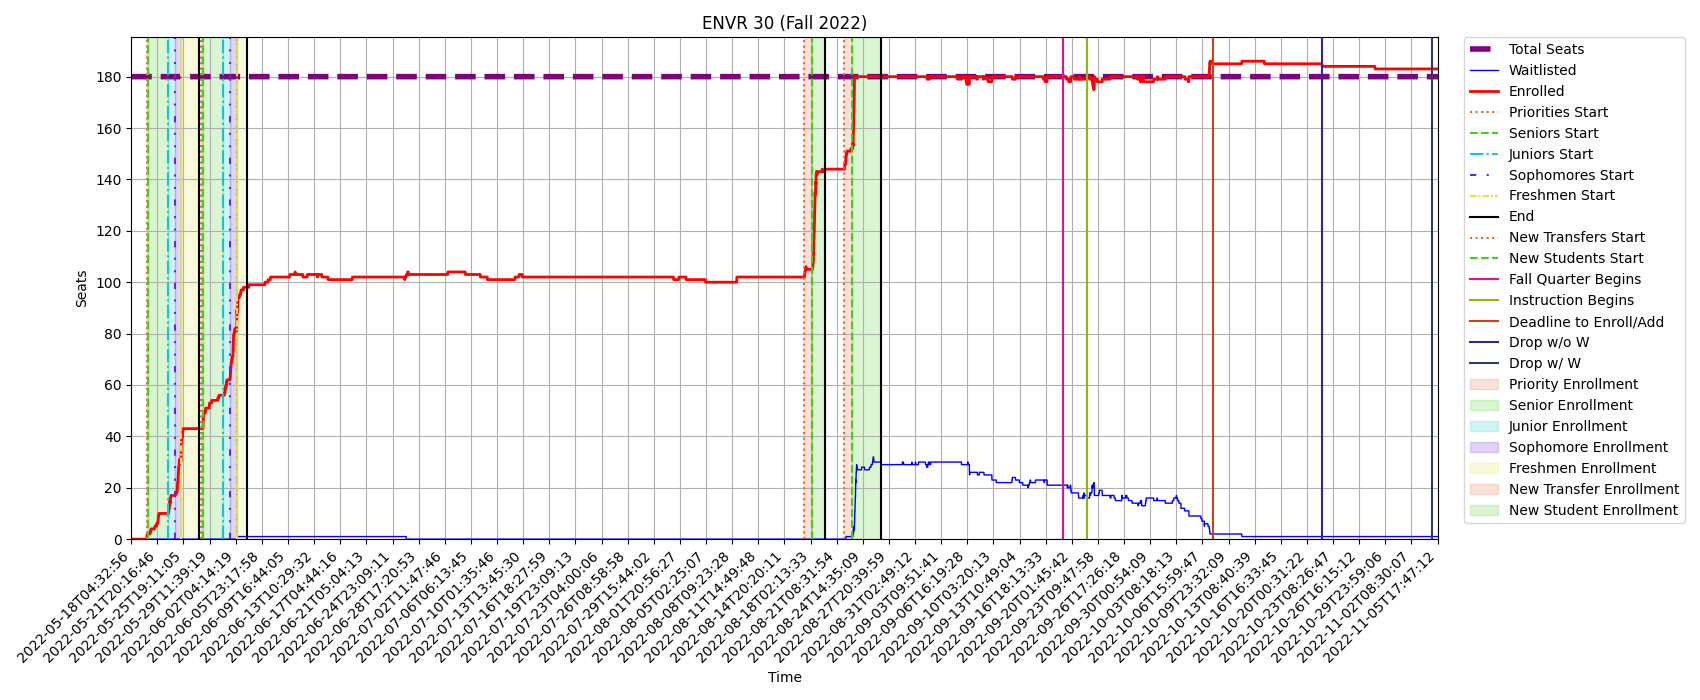 ENVR 30 (Fall 2022)
Seats
180
160
140
120
100
80
60
40
20
0
2022-05-18T04:32:56
2022-05-21T20:16:46
2022-05-25T19:11:05
2022-05-29T11:39:19
2022-06-02T04:14:19
2022-06-05T23:17:58
2022-06-09T16:44:05
2022-06-13T10:29:32
2022-06-17T04:44:16
2022-06-21T05:04:13
2022-06-24T23:09:11
2022-06-28T17:20:53
2022-07-02T11:47:46
2022-07-06T06:13:45
2022-07-10T01:35:46
2022-07-13T13:45:30
2022-07-16T18:27:59
2022-07-19T23:09:13
2022-07-23T04:00:06
2022-07-26T08:58:58
2022-07-29T15:44:02
2022-08-01T20:56:27
2022-08-05T02:25:07
2022-08-08T09:23:28
2022-08-11T14:49:48
2022-08-14T20:20:11
2022-08-18T02:13:33
2022-08-21T08:31:54
2022-08-24T14:35:09
2022-08-27T20:39:59
2022-08-31T02:49:12
2022-09-03T09:51:41
2022-09-06T16:19:28
2022-09-10T03:20:13
2022-09-13T10:49:04
2022-09-16T18:13:35
2022-09-20T01:45:42
2022-09-23T09:47:58
2022-09-26T17:26:18
2022-09-30T00:54:09
2022-10-03T08:18:13
2022-10-06T15:59:47
2022-10-09T23:32:09
2022-10-13T08:40:39
2022-10-16T16:33:45
2022-10-20T00:31:22
2022-10-23T08:26:47
2022-10-26T16:15:12
2022-10-29T23:59:06
2022-11-02T08:30:07
2022-11-05T17:47:12
Time
Total Seats
Waitlisted
Enrolled
Priorities Start
Seniors Start
Juniors Start
Sophomores Start
Freshmen Start
End
New Transfers Start
New Students Start
Fall Quarter Begins
Instruction Begins
Deadline to Enroll/Add
Drop w/o W
Drop w/ W
Priority Enrollment
Senior Enrollment
Junior Enrollment
Sophomore Enrollment
Freshmen Enrollment
New Transfer Enrollment
New Student Enrollment